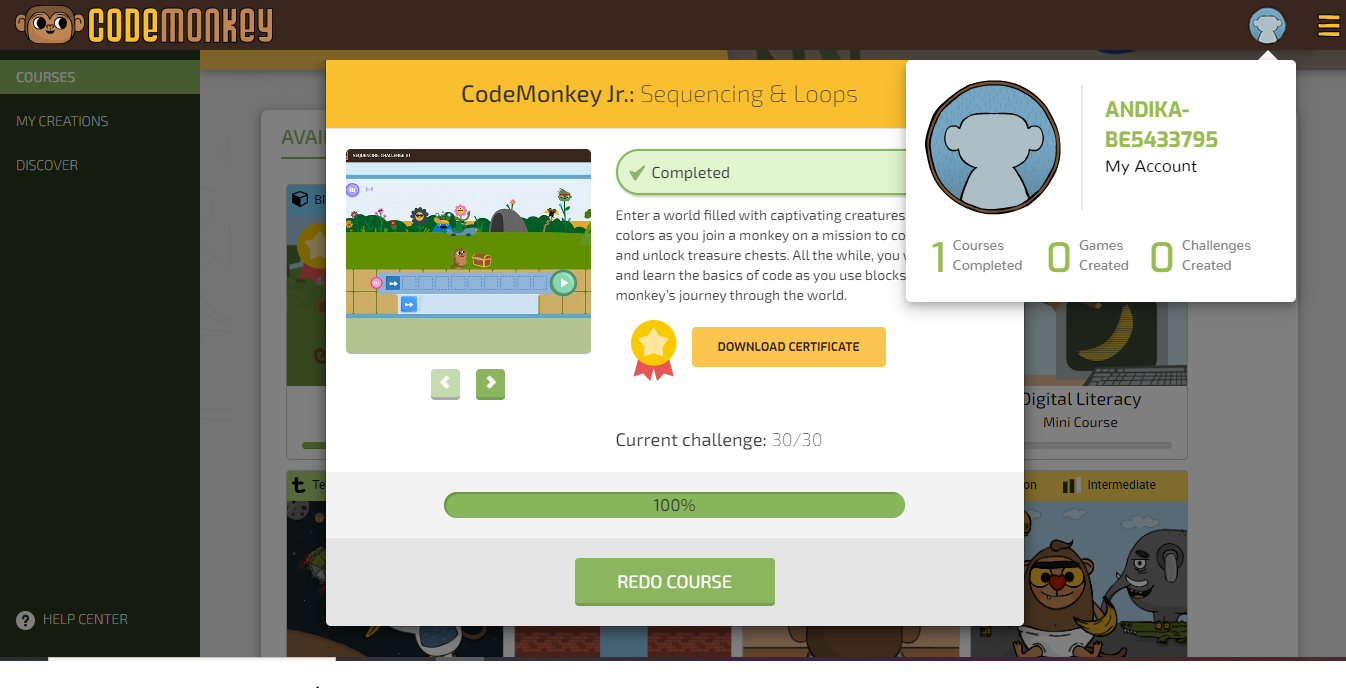 CODEMONKEY
COURSES
MY CREATIONS
DISCOVER
HELP CENTER
AVAI
Bl
Te
CodeMonkey Jr.: Sequencing & Loops
SEQUENCING CHALLENGE #1
Completed
Enter a world filled with captivating creatures
colors as you join a monkey on a mission to co
and unlock treasure chests. All the while, you
and learn the basics of code as you use blocks
monkey's journey through the world.
DOWNLOAD CERTIFICATE
Current challenge: 30/30
100%
REDO COURSE
ANDIKA-
BE5433795
My Account
1 Courses Completed
0 Games Created
0 Challenges Created
Digital Literacy
Mini Course
on Intermediate